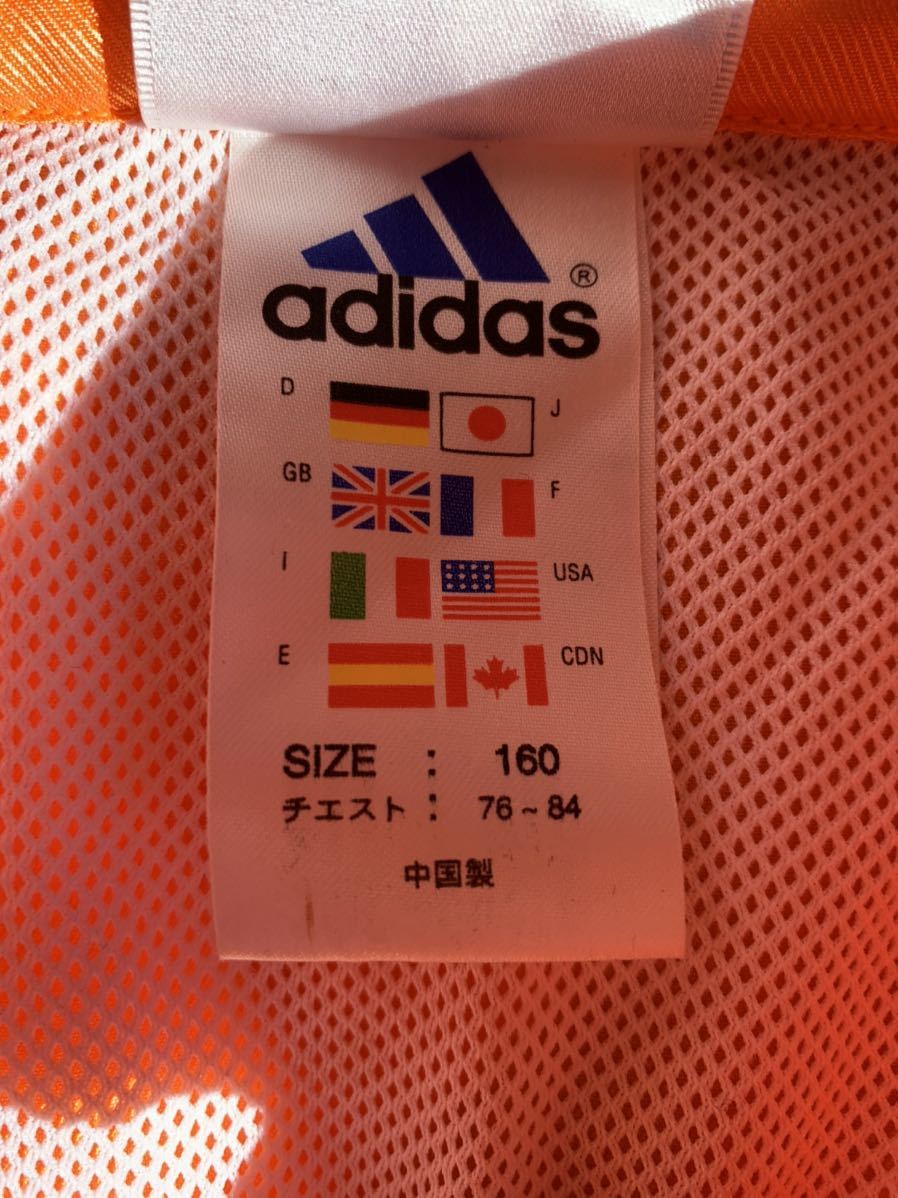 adidas ®
D J
GB F
I USA
E CDN
SIZE : 160
チエスト : 76~84
中国製